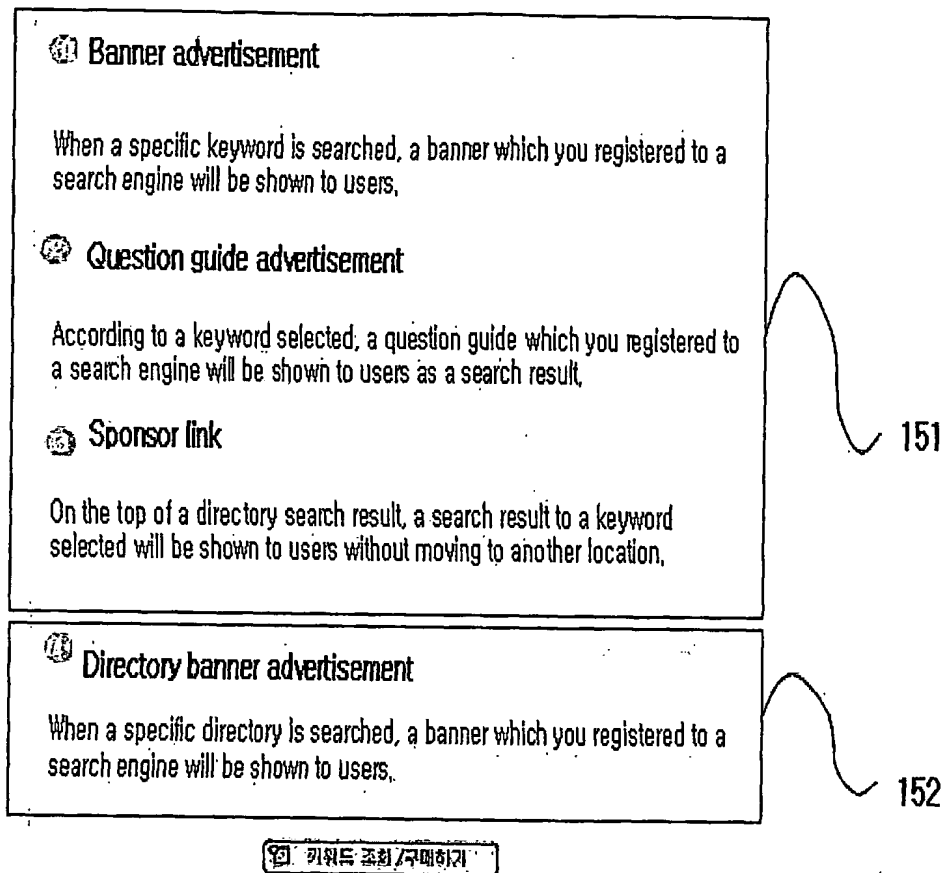 Banner advertisement
When a specific keyword is searched, a banner which you registered to a
search engine will be shown to users,
Question guide advertisement
According to a keyword selected, a question guide which you registered to
a search engine will be shown to users as a search result,
Sponsor link
On the top of a directory search result, a search result to a keyword
selected will be shown to users without moving to another location,
151
Directory banner advertisement
When a specific directory is searched, a banner which you registered to a
search engine will be shown to users,
152
키워드 조회/구매하기